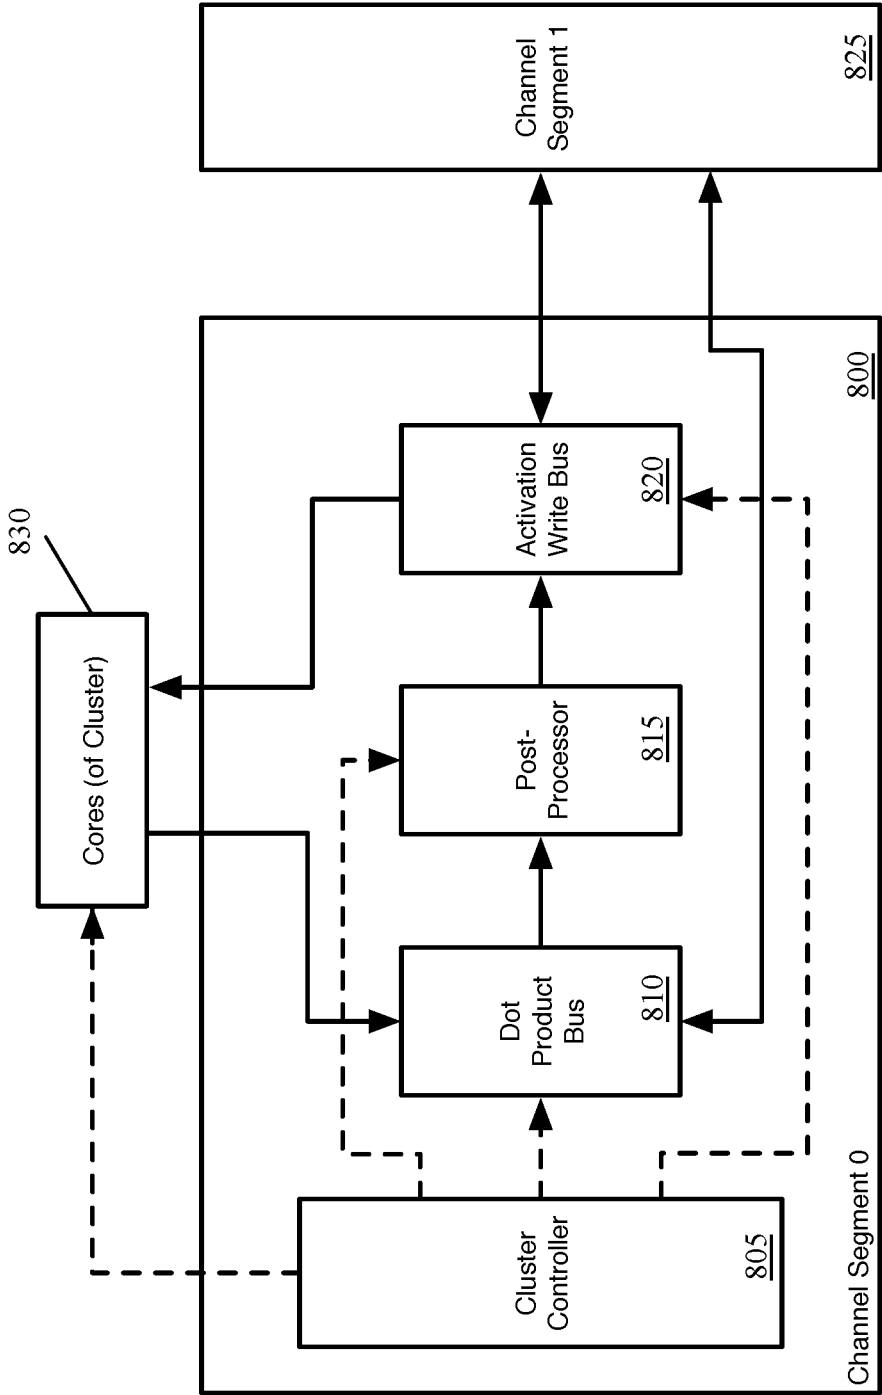 830
Cores (of Cluster)
Cluster
Controller
805
Dot
Product
Bus
810
Post-
Processor
815
Activation
Write Bus
820
Channel
Segment 1
825
Channel Segment 0
800